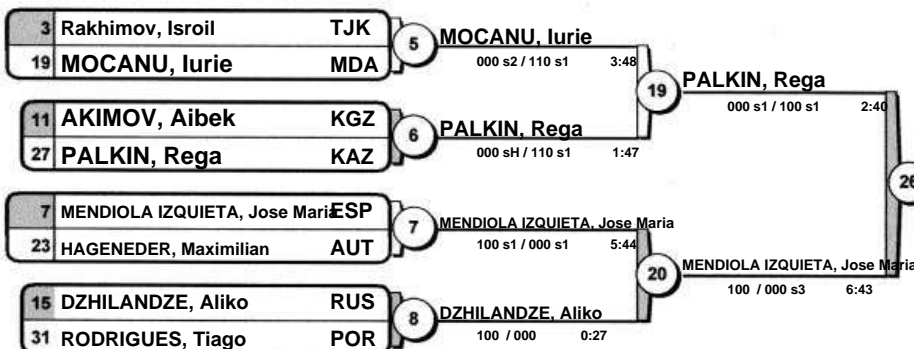 3 Rakhimov, Isroil TJK
19 MOCANU, Iurie MDA
5 MOCANU, Iurie
000 s2 / 110 s1 3:48
11 AKIMOV, Aibek KGZ
27 PALKIN, Rega KAZ
6 PALKIN, Rega
000 sH / 110 s1 1:47
19 PALKIN, Rega
000 s1 / 100 s1 2:40
7 MENDIOLA IZQUIETA, Jose Maria ESP
23 HAGENEDER, Maximilian AUT
7 MENDIOLA IZQUIETA, Jose Maria
100 s1 / 000 s1 5:44
15 DZHILANDZE, Aliko RUS
31 RODRIGUES, Tiago POR
8 DZHILANDZE, Aliko
100 / 000 0:27
20 MENDIOLA IZQUIETA, Jose Maria
100 / 000 s3 6:43
26